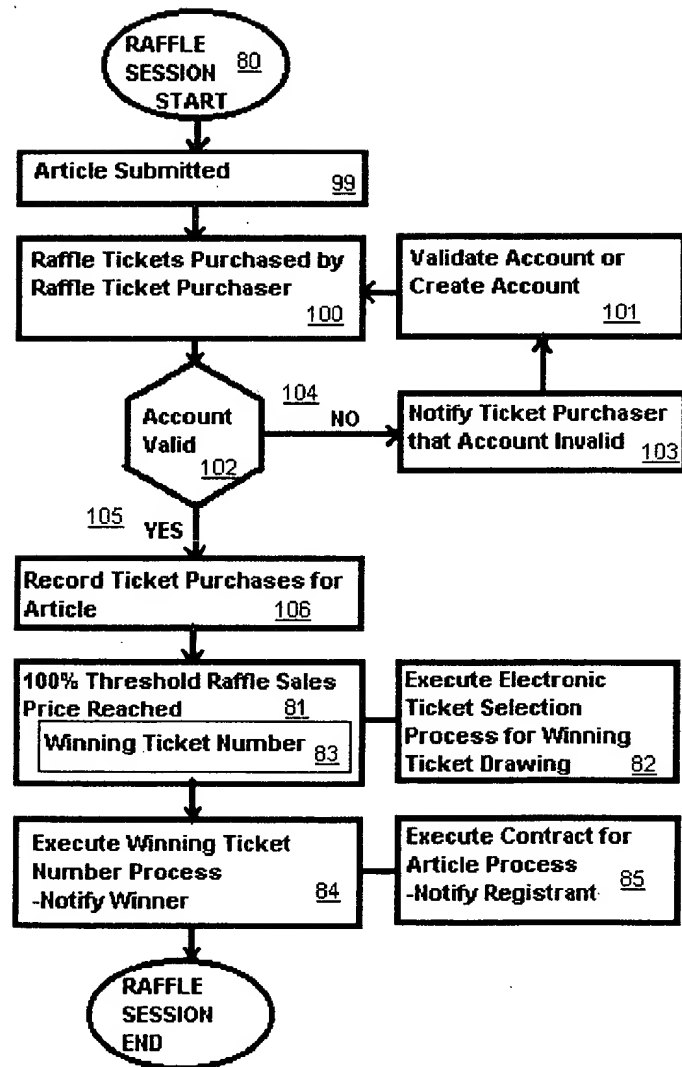 RAFFLE
SESSION 80
START
Article Submitted
99
Raffle Tickets Purchased by
Raffle Ticket Purchaser
100
Validate Account or
Create Account
101
Account
Valid
102
104
NO
Notify Ticket Purchaser
that Account Invalid
103
105
YES
Record Ticket Purchases for
Article 106
100% Threshold Raffle Sales
Price Reached 81
Winning Ticket Number 83
Execute Electronic
Ticket Selection
Process for Winning
Ticket Drawing 82
Execute Winning Ticket
Number Process
-Notify Winner 84
Execute Contract for
Article Process
-Notify Registrant 85
RAFFLE
SESSION
END